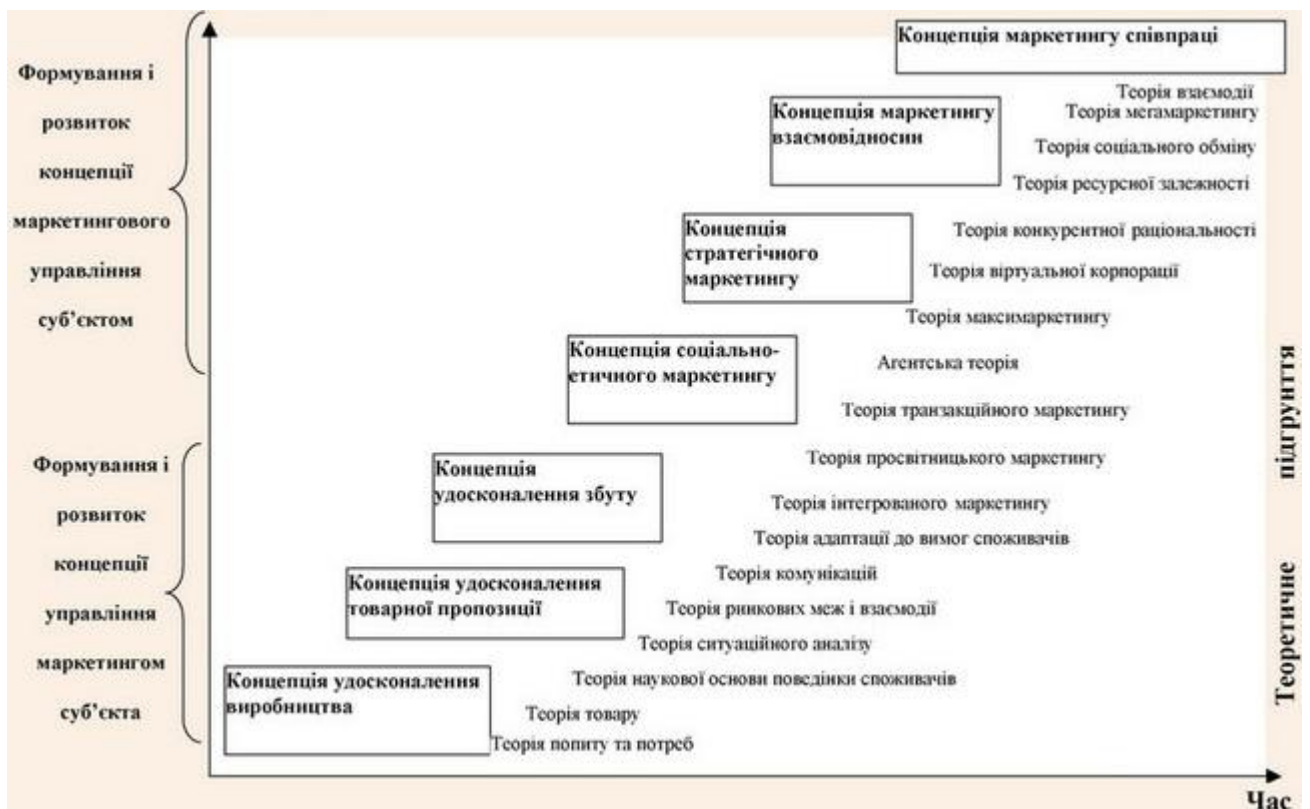 Формування і
розвиток
концепції
маркетингового
управління
суб’єктом
Формування і
розвиток
концепції
управління
маркетингом
суб’єкта
Концепція маркетингу співпраці
Концепція маркетингу
взаємовідносин
Концепція
стратегічного
маркетингу
Концепція соціально-
етичного маркетингу
Концепція
удосконалення збуту
Концепція удосконалення
товарної пропозиції
Концепція удосконалення
виробництва
Теорія взаємодії
Теорія мегамаркетингу
Теорія соціального обміну
Теорія ресурсної залежності
Теорія конкурентної раціональності
Теорія віртуальної корпорації
Теорія максимаркетингу
Агентська теорія
Теорія транзакційного маркетингу
Теорія просвітницького маркетингу
Теорія інтегрованого маркетингу
Теорія адаптації до вимог споживачів
Теорія комунікацій
Теорія ринкових меж і взаємодії
Теорія ситуаційного аналізу
Теорія наукової основи поведінки споживачів
Теорія товару
Теорія попиту та потреб
Теоретичне підгрунття
Час